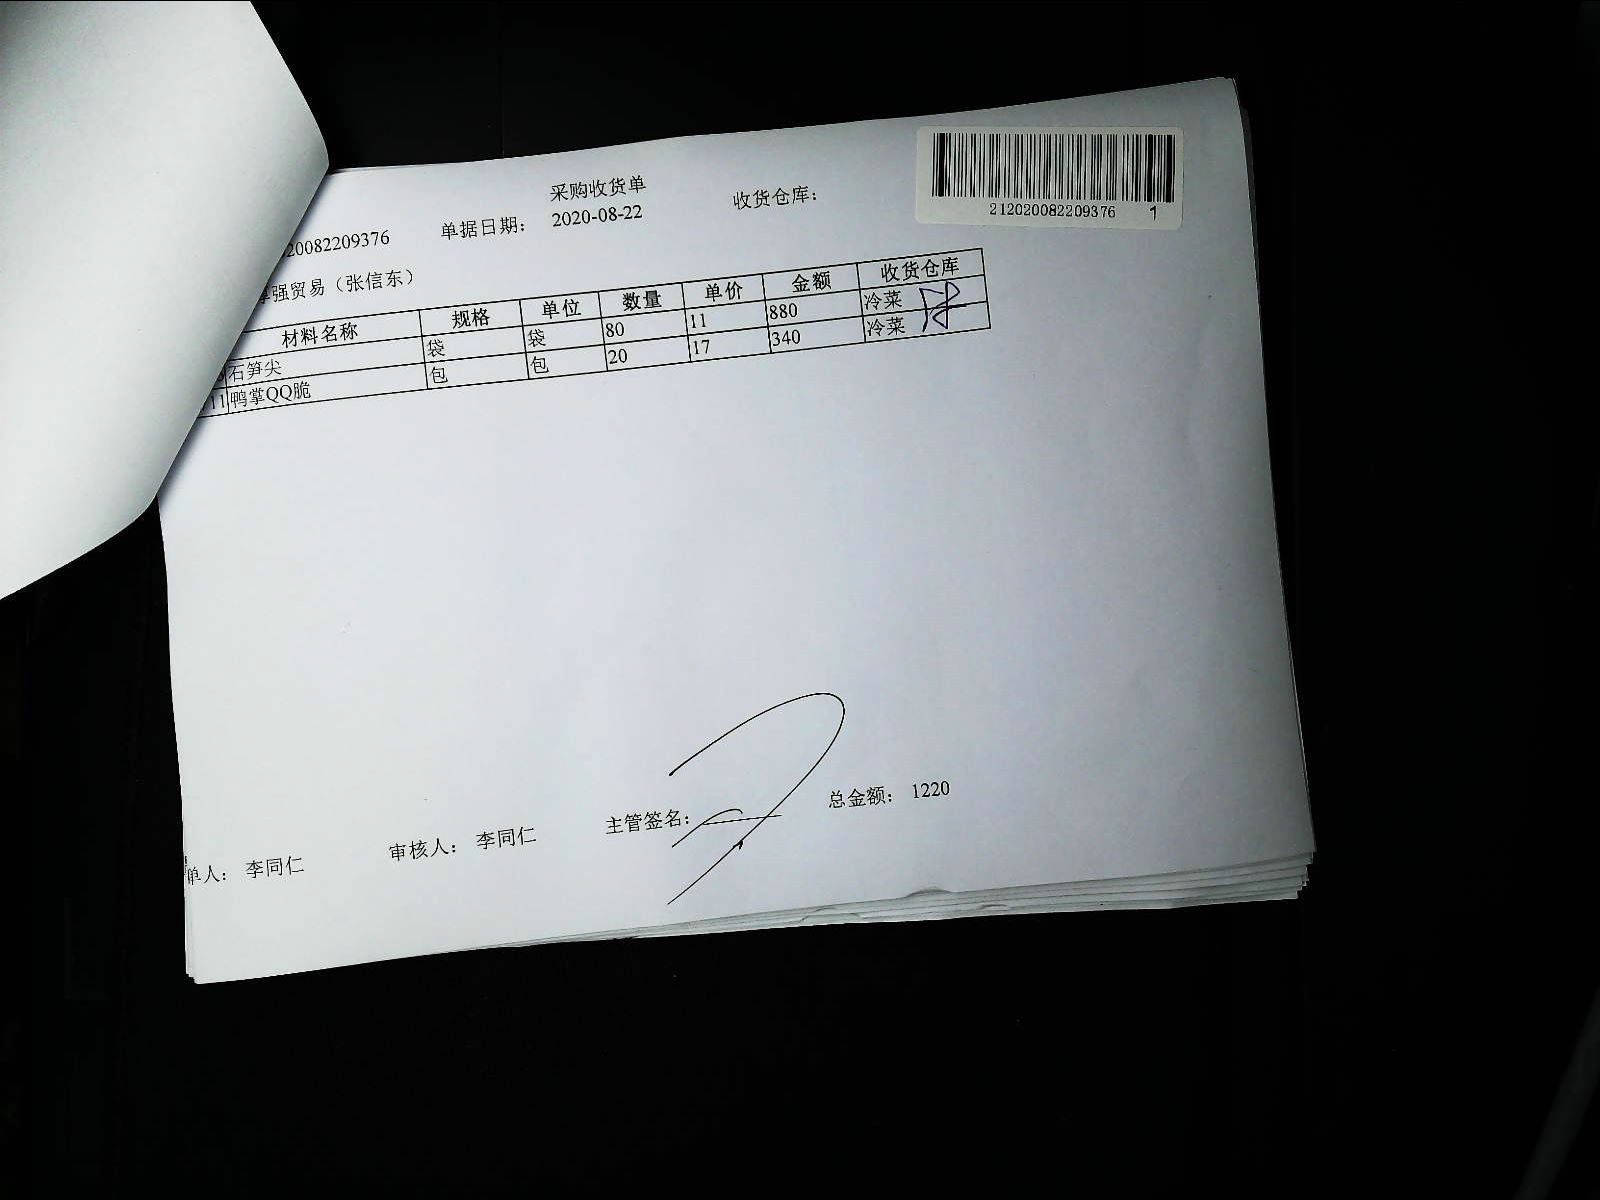 采购收货单
212020082209376 1
20082209376 单据日期: 2020-08-22 收货仓库:
强贸易（张信东）
材料名称 规格 单位 数量 单价 金额 收货仓库
石笋尖 袋 袋 80 11 880 冷菜
11 鸭掌QQ脆 包 包 20 17 340 冷菜
单人: 李同仁 审核人: 李同仁 主管签名: 总金额: 1220